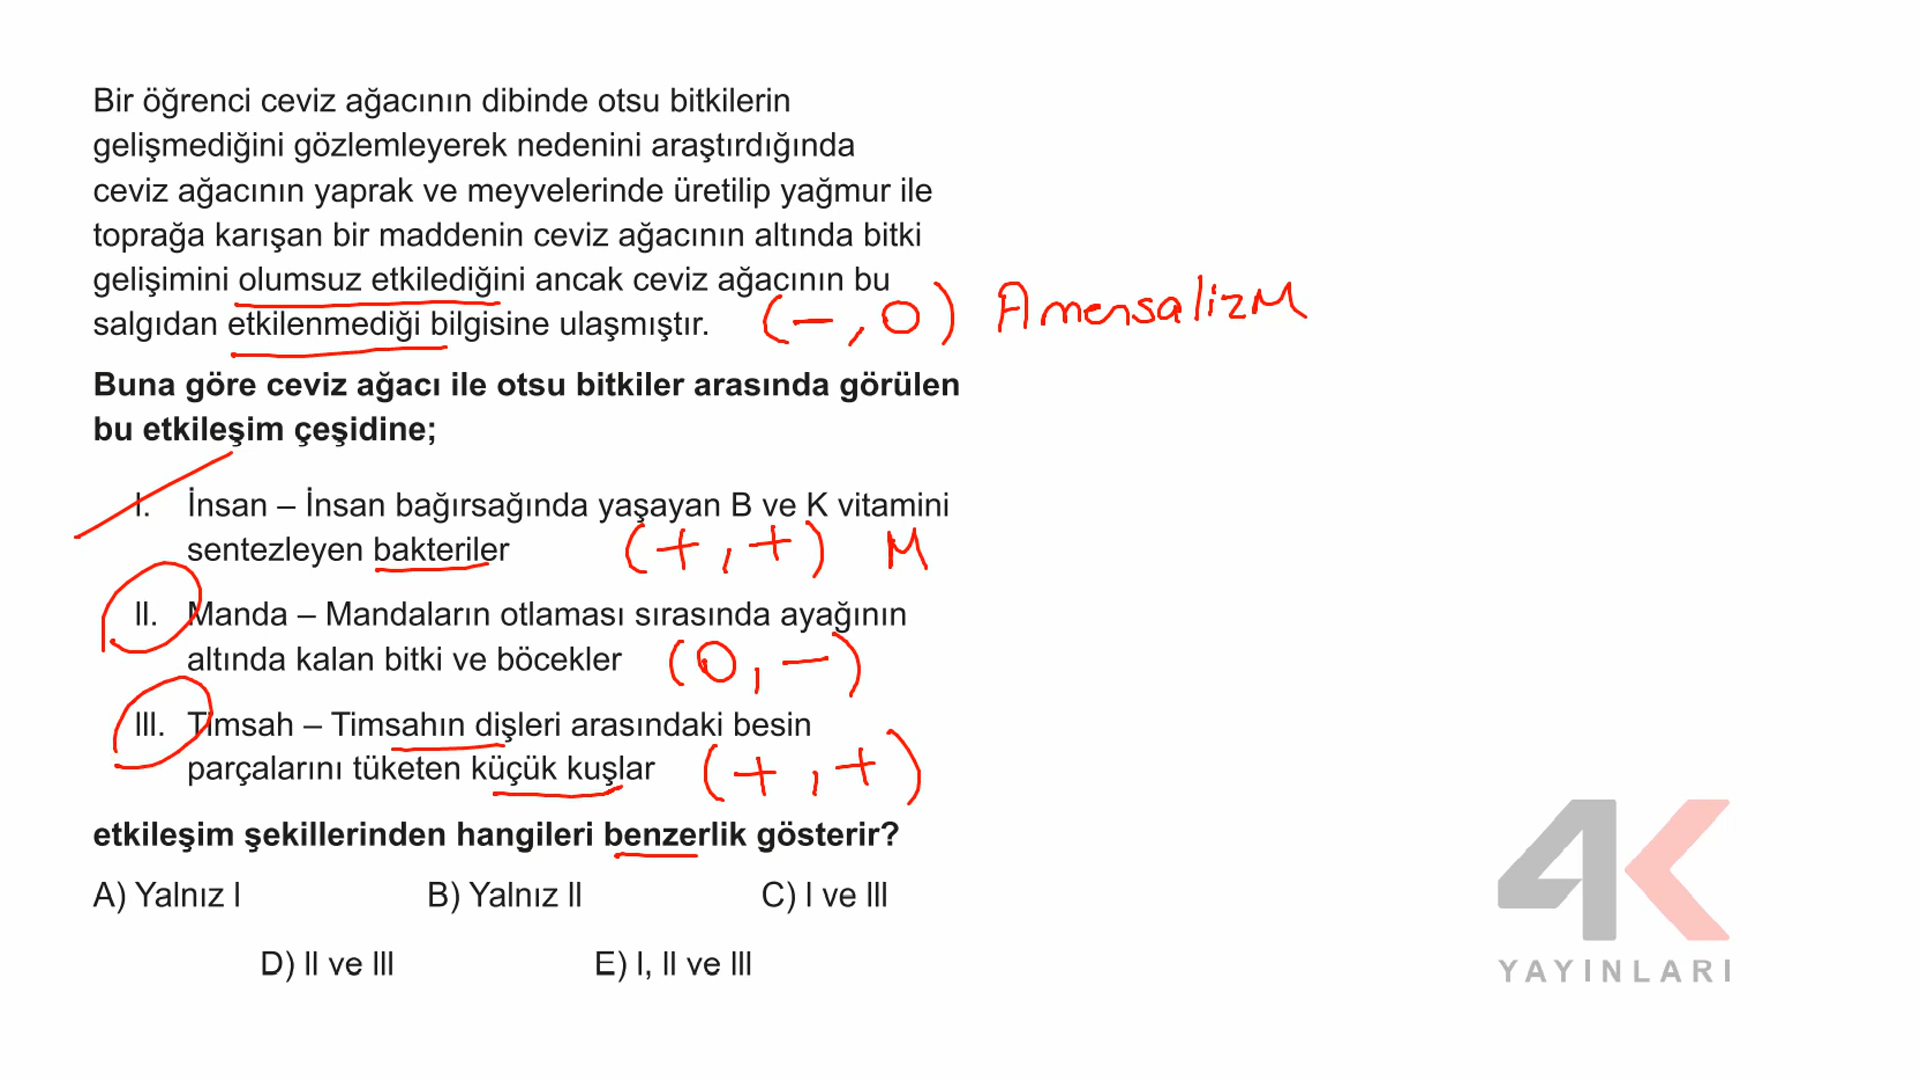 Bir öğrenci ceviz ağacının dibinde otsu bitkilerin
gelişmediğini gözlemleyerek nedenini araştırdığında
ceviz ağacının yaprak ve meyvelerinde üretilip yağmur ile
toprağa karışan bir maddenin ceviz ağacının altında bitki
gelişimini olumsuz etkilediğini ancak ceviz ağacının bu
salgıdan etkilenmediği bilgisine ulaşmıştır. (-, 0) Amensalizm
Buna göre ceviz ağacı ile otsu bitkiler arasında görülen
bu etkileşim çeşidine;
I. İnsan – İnsan bağırsağında yaşayan B ve K vitamini
sentezleyen bakteriler (+, +) M
II. Manda – Mandaların otlaması sırasında ayağının
altında kalan bitki ve böcekler (0, -)
III. Timsah – Timsahın dişleri arasındaki besin
parçalarını tüketen küçük kuşlar (+, +)
etkileşim şekillerinden hangileri benzerlik gösterir?
A) Yalnız I B) Yalnız II C) I ve III
D) II ve III E) I, II ve III
4K
YAYINLARI